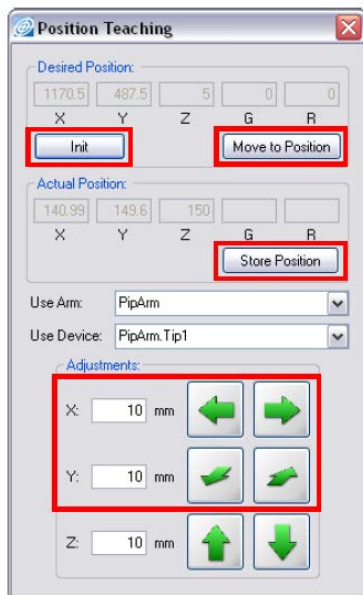 Position Teaching
Desired Position:
1170.5 487.5 5 0 0
X Y Z G R
Init Move to Position
Actual Position:
140.99 149.6 150
X Y Z G R
Store Position
Use Arm: PipArm
Use Device: PipArm.Tip1
Adjustments:
X: 10 mm
Y: 10 mm
Z: 10 mm